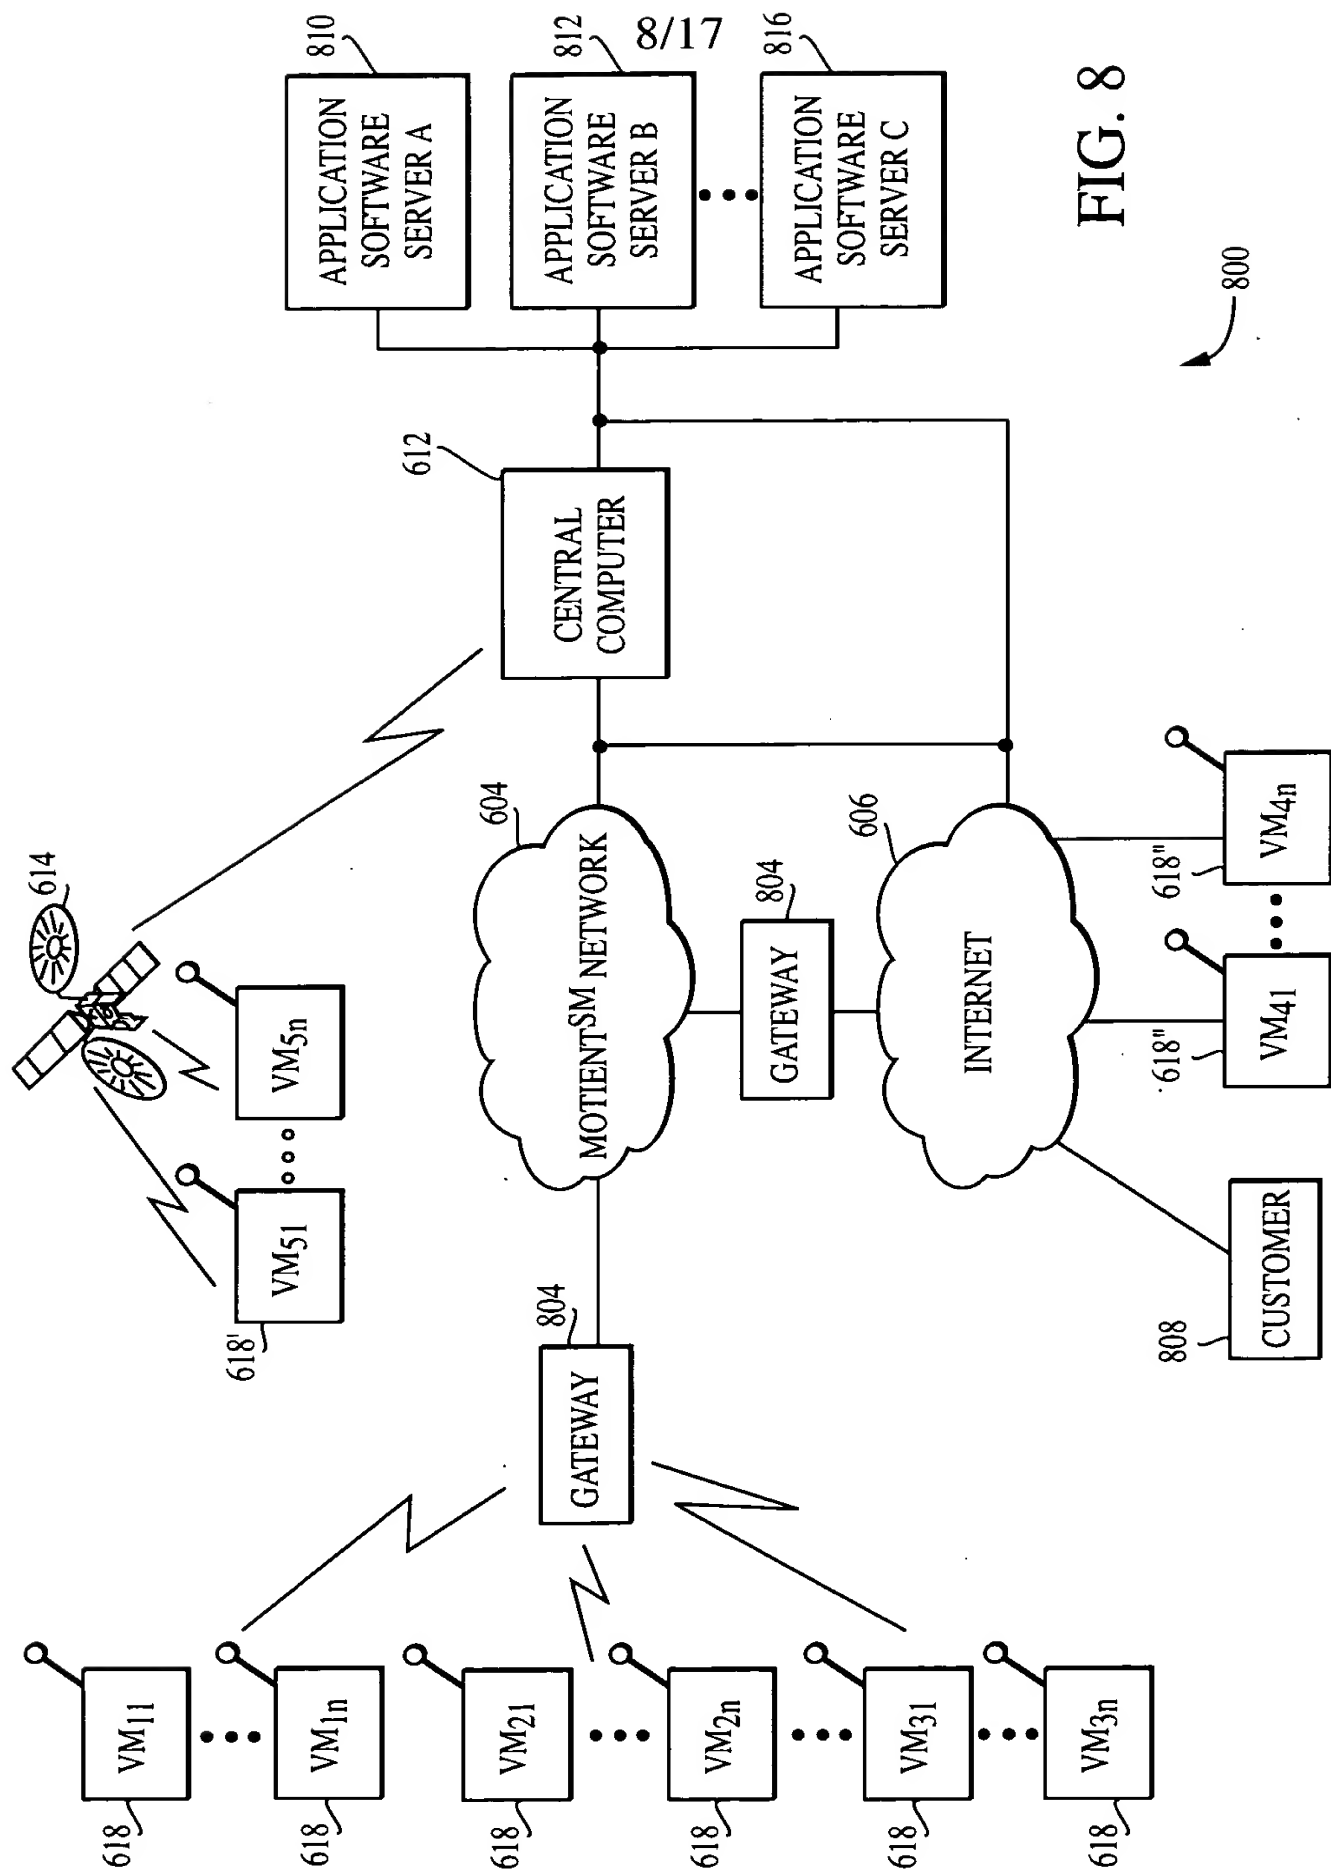 8/17
810
APPLICATION
SOFTWARE
SERVER A
812
APPLICATION
SOFTWARE
SERVER B
816
APPLICATION
SOFTWARE
SERVER C
FIG. 8
800
612
CENTRAL
COMPUTER
614
604
MOTIENT℠ NETWORK
606
INTERNET
804
GATEWAY
804
GATEWAY
618'
VM₅₁
VM₅ₙ
618"
VM₄₁
618"
VM₄ₙ
808
CUSTOMER
618
VM₁₁
618
VM₁ₙ
618
VM₂₁
618
VM₂ₙ
618
VM₃₁
618
VM₃ₙ